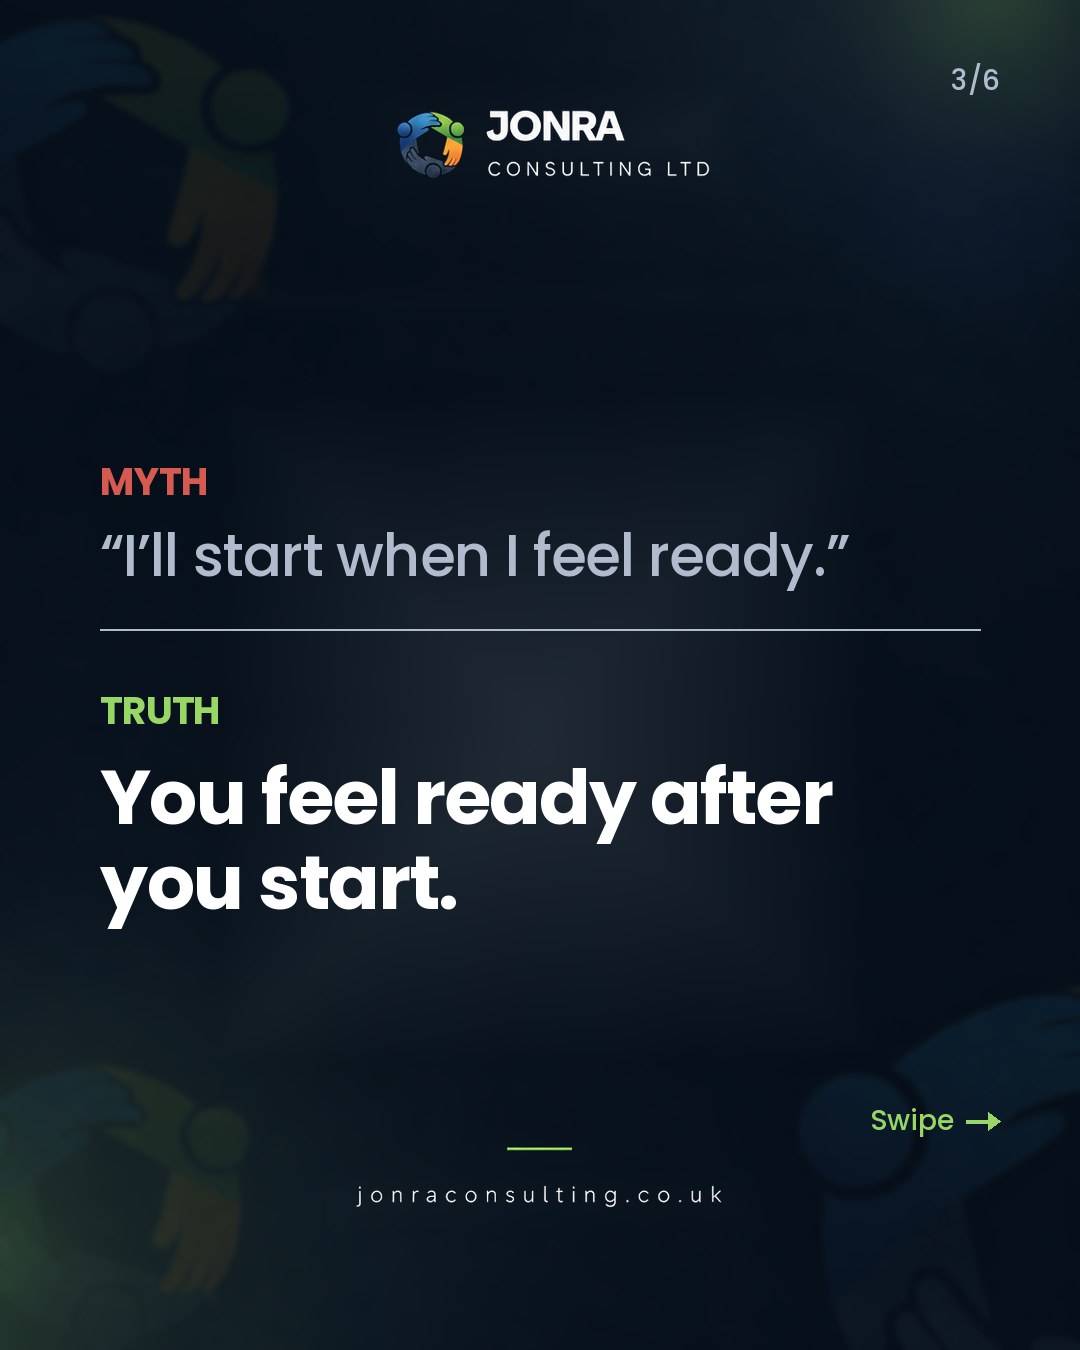 3/6
JONRA
CONSULTING LTD
MYTH
“I’ll start when I feel ready.”
TRUTH
You feel ready after
you start.
Swipe →
jonraconsulting.co.uk